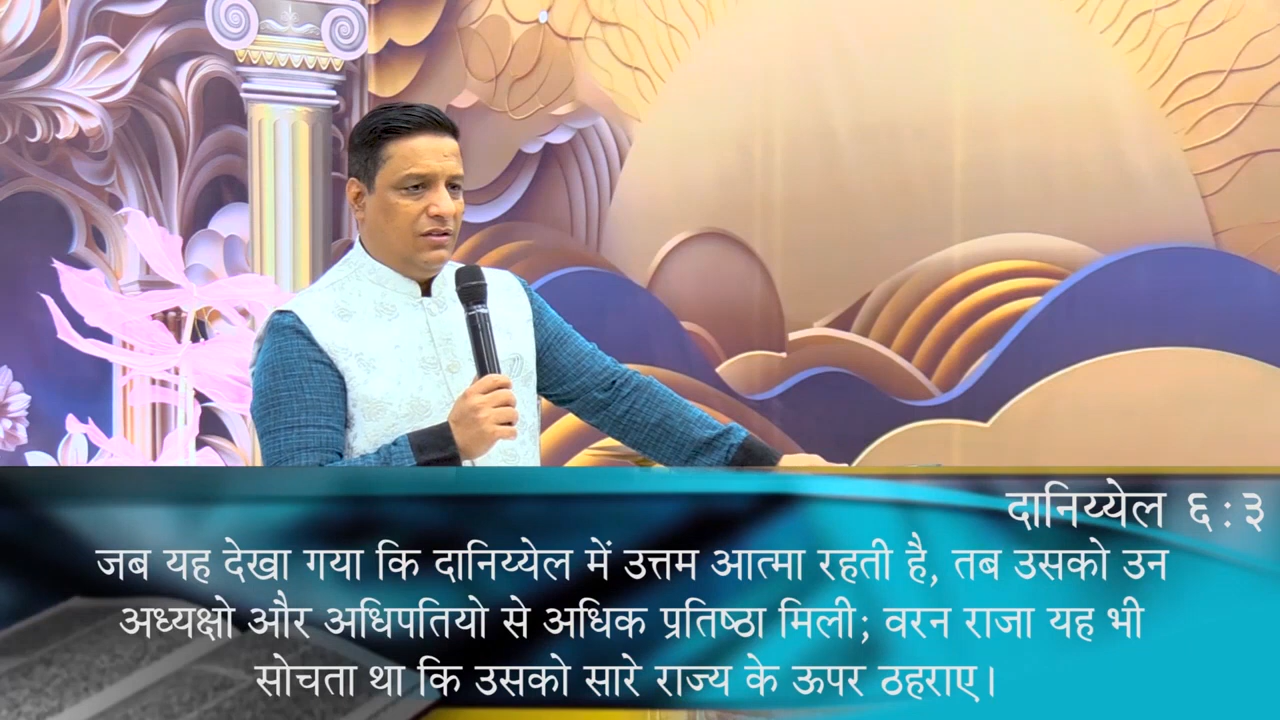 दानिय्येल ६:३
जब यह देखा गया कि दानिय्येल में उत्तम आत्मा रहती है, तब उसको उन
अध्यक्षो और अधिपतियो से अधिक प्रतिष्ठा मिली; वरन राजा यह भी
सोचता था कि उसको सारे राज्य के ऊपर ठहराए।